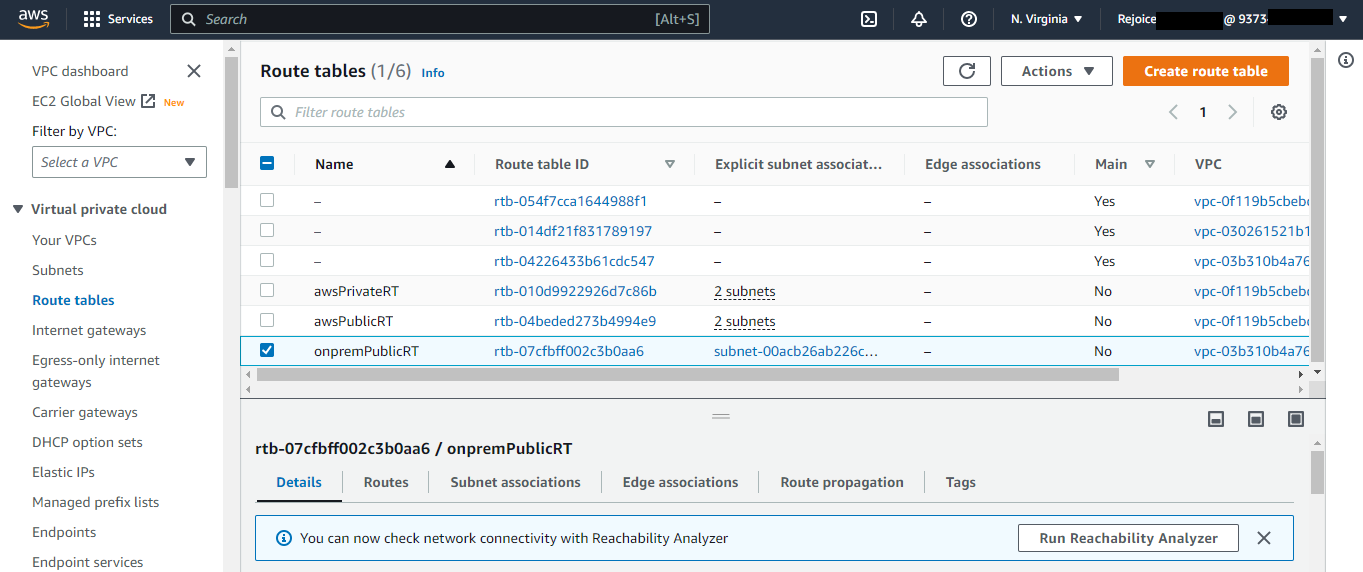 aws Services Search [Alt+S] N. Virginia Rejoice @ 9373-
VPC dashboard
EC2 Global View New
Filter by VPC:
Select a VPC
Virtual private cloud
Your VPCs
Subnets
Route tables
Internet gateways
Egress-only internet
gateways
Carrier gateways
DHCP option sets
Elastic IPs
Managed prefix lists
Endpoints
Endpoint services
Route tables (1/6) Info Actions Create route table
Filter route tables 1
Name Route table ID Explicit subnet associat... Edge associations Main VPC
– rtb-054f7cca1644988f1 – – Yes vpc-0f119b5cbebc
– rtb-014df21f831789197 – – Yes vpc-030261521b1
– rtb-04226433b61cdc547 – – Yes vpc-03b310b4a76
awsPrivateRT rtb-010d9922926d7c86b 2 subnets – No vpc-0f119b5cbebc
awsPublicRT rtb-04beded273b4994e9 2 subnets – No vpc-0f119b5cbebc
onpremPublicRT rtb-07cfbff002c3b0aa6 subnet-00acb26ab226c... – No vpc-03b310b4a76
rtb-07cfbff002c3b0aa6 / onpremPublicRT
Details Routes Subnet associations Edge associations Route propagation Tags
You can now check network connectivity with Reachability Analyzer Run Reachability Analyzer